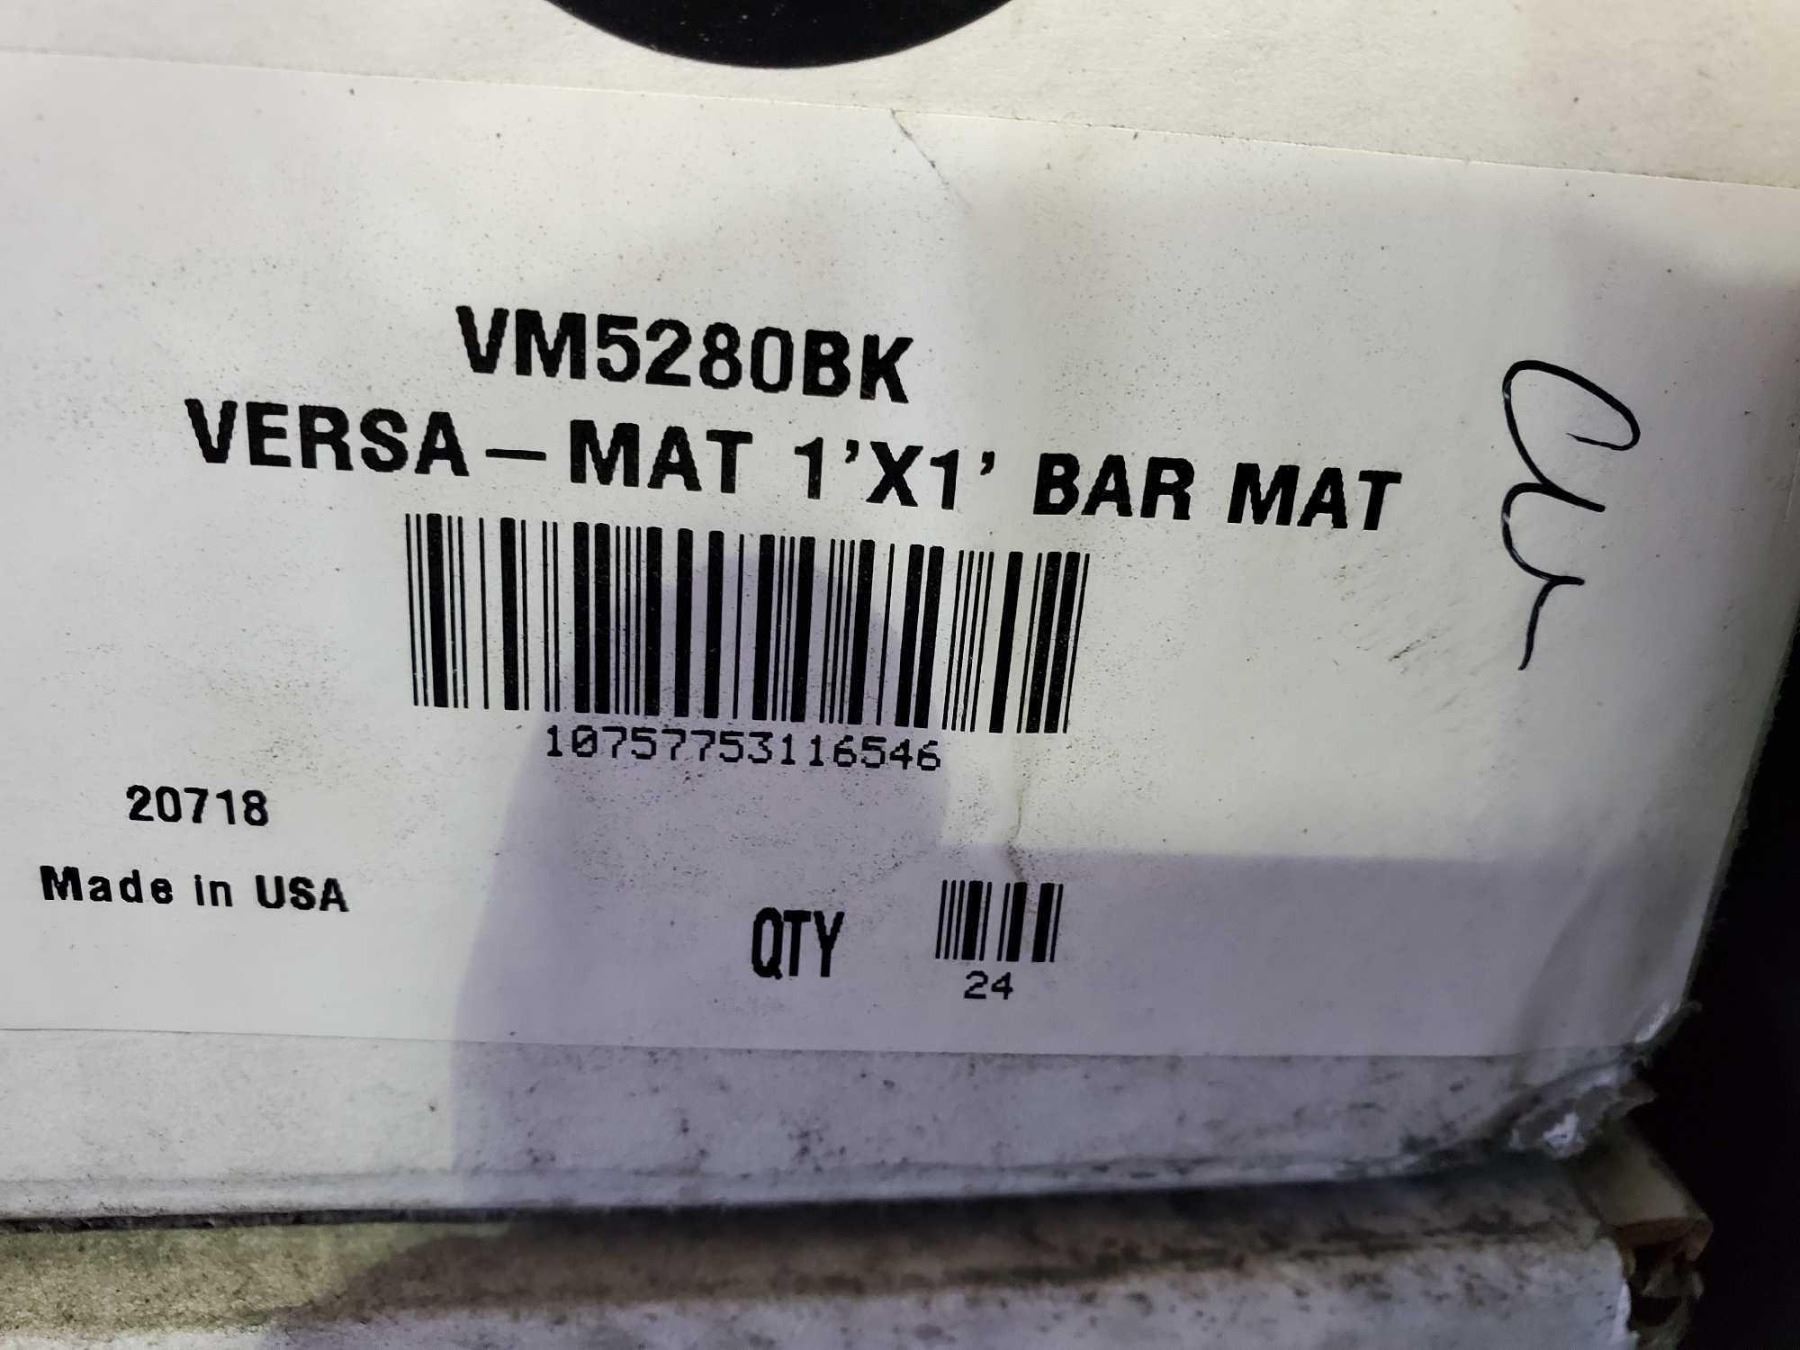 VM5280BK
VERSA-MAT 1'X1' BAR MAT
10757753116546
20718
Made in USA
QTY
24